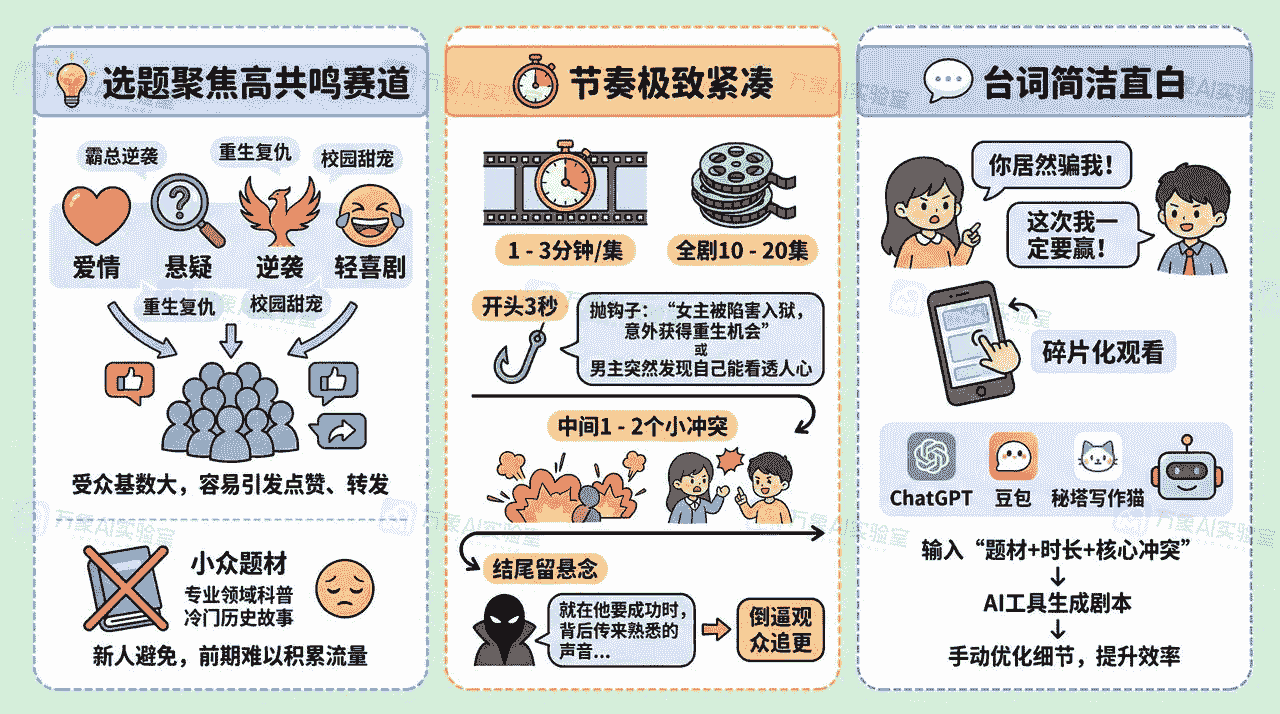 选题聚焦高共鸣赛道
霸总逆袭
重生复仇
校园甜宠
爱情
悬疑
逆袭
轻喜剧
重生复仇
校园甜宠
受众基数大，容易引发点赞、转发
小众题材
专业领域科普
冷门历史故事
新人避免，前期难以积累流量
节奏极致紧凑
1 - 3分钟/集
全剧10 - 20集
开头3秒
抛钩子：“女主被陷害入狱，
意外获得重生机会”
或
男主突然发现自己能看透人心
中间1 - 2个小冲突
结尾留悬念
就在他要成功时，
背后传来熟悉的
声音...
倒逼观
众追更
台词简洁直白
你居然骗我！
这次我一
定要赢！
碎片化观看
ChatGPT
豆包
秘塔写作猫
输入“题材+时长+核心冲突”
↓
AI工具生成剧本
↓
手动优化细节，提升效率
万象AI实验室